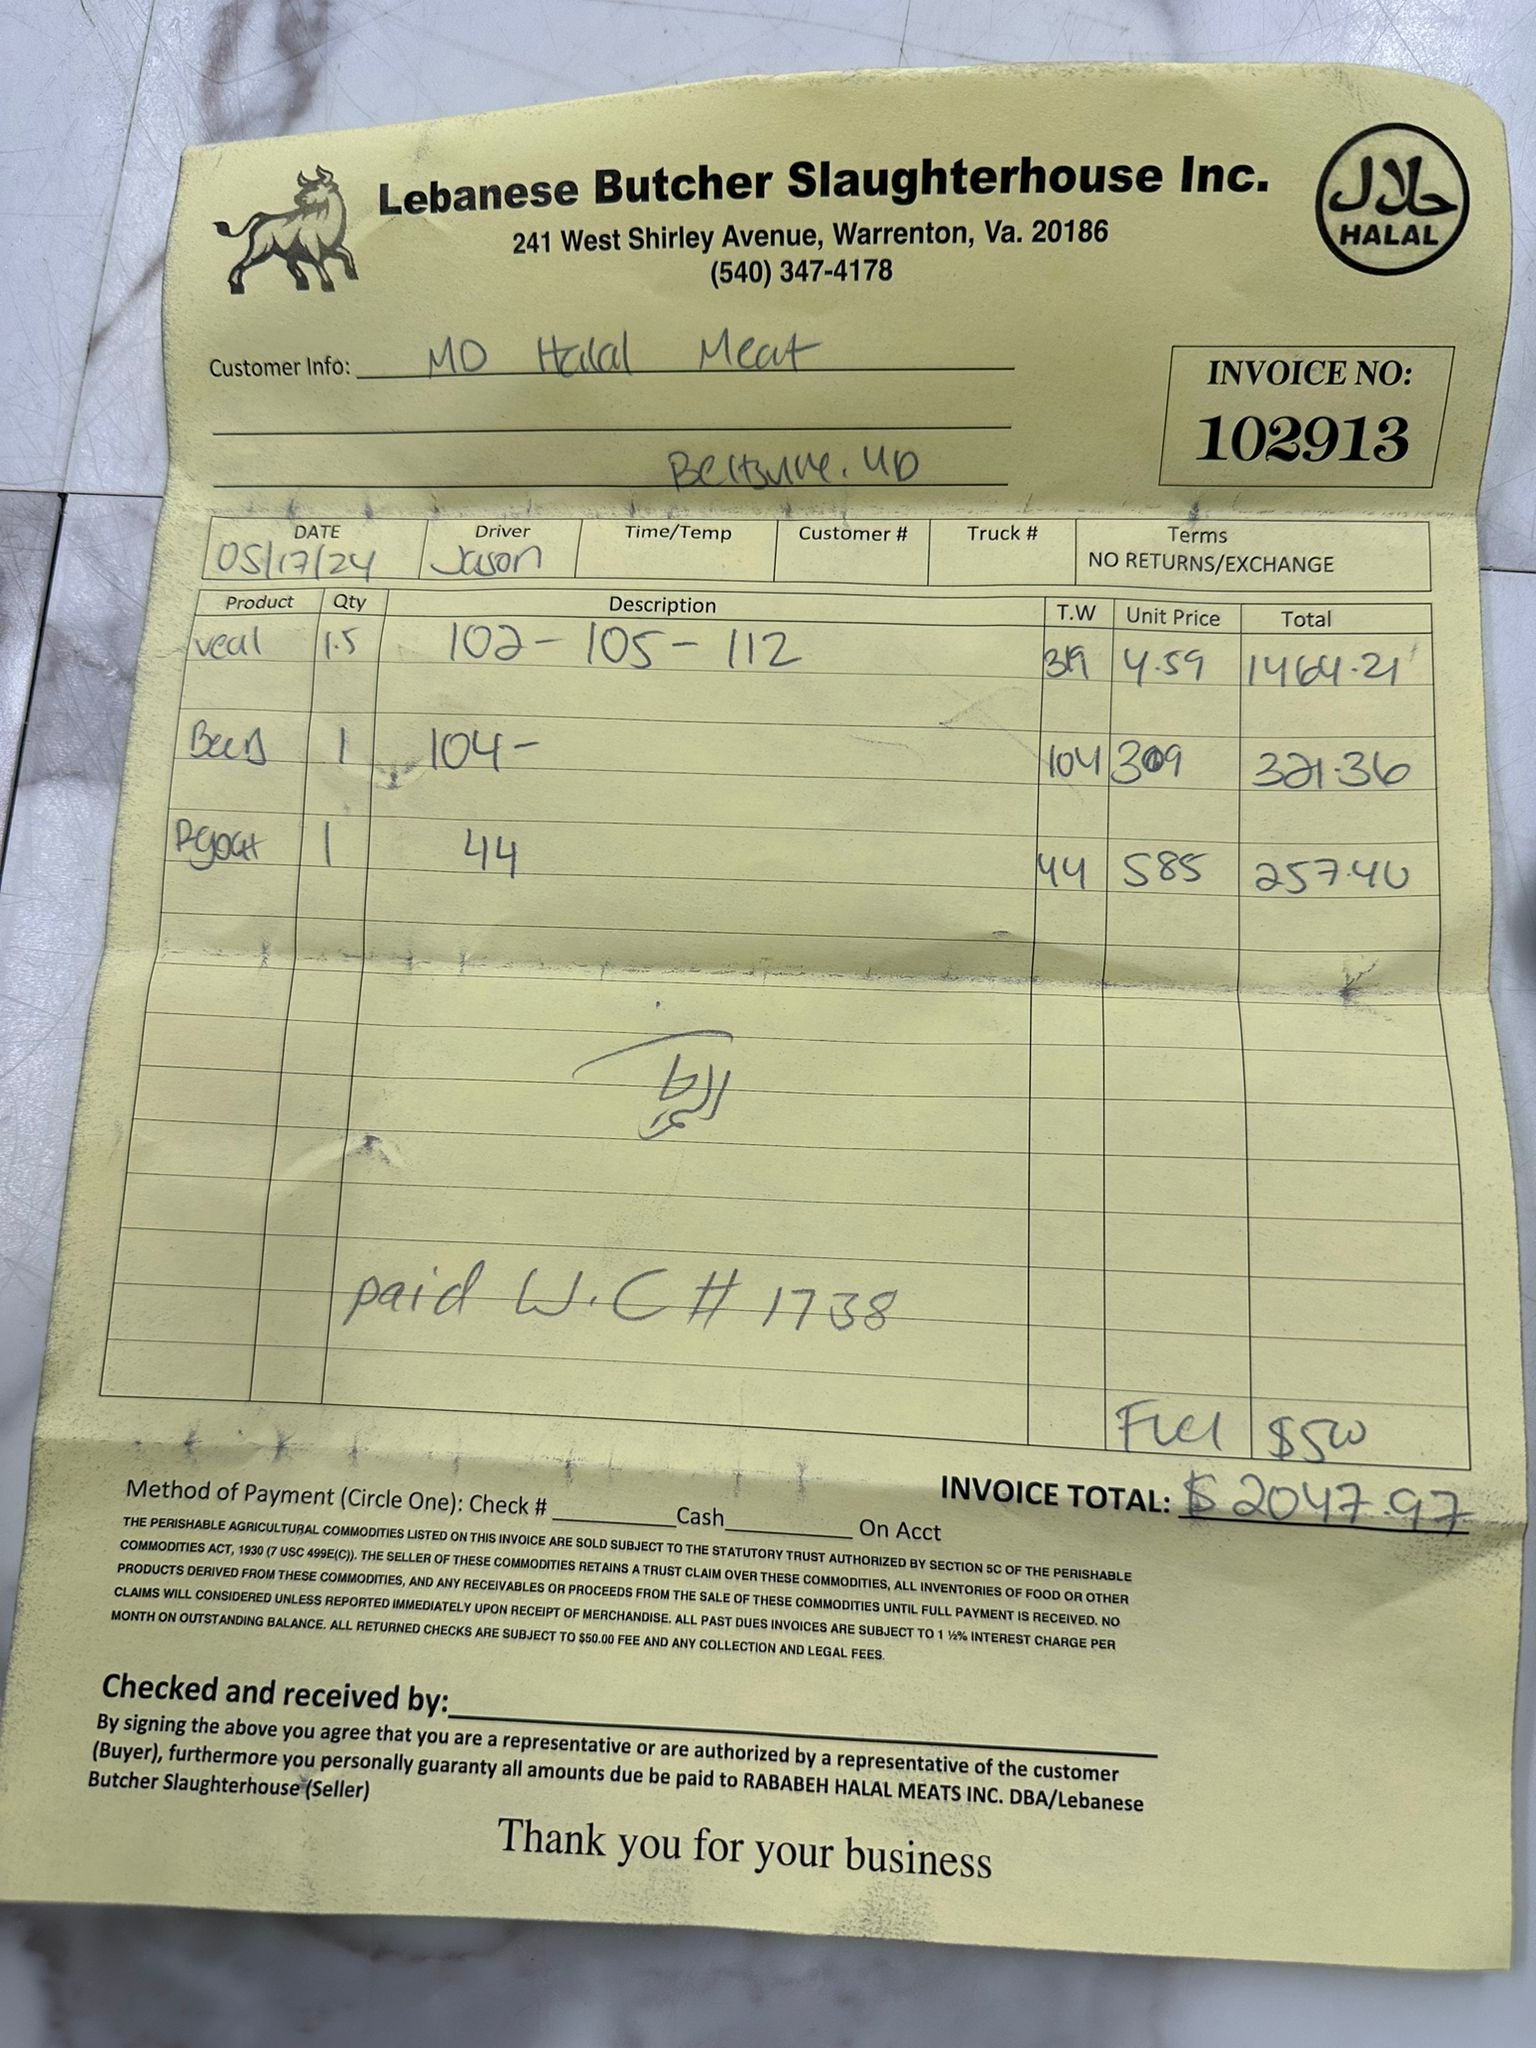 Lebanese Butcher Slaughterhouse Inc.
241 West Shirley Avenue, Warrenton, Va. 20186
(540) 347-4178
حلال
HALAL
Customer Info: MD Halal Meat
INVOICE NO:
102913
Beltsville. MD
DATE Driver Time/Temp Customer # Truck # Terms
05/17/24 Jason NO RETURNS/EXCHANGE
Product Qty Description T.W Unit Price Total
veal 1.5 102- 105- 112 319 4.59 1464.21
1 104- 104 309 321.36
Rgoat 1 44 44 585 257.40
paid W.C # 1738
Fuel $500
INVOICE TOTAL: $2047.97
Method of Payment (Circle One): Check # Cash On Acct
THE PERISHABLE AGRICULTURAL COMMODITIES LISTED ON THIS INVOICE ARE SOLD SUBJECT TO THE STATUTORY TRUST AUTHORIZED BY SECTION 5C OF THE PERISHABLE
COMMODITIES ACT, 1930 (7 USC 499E(C)). THE SELLER OF THESE COMMODITIES RETAINS A TRUST CLAIM OVER THESE COMMODITIES, ALL INVENTORIES OF FOOD OR OTHER
PRODUCTS DERIVED FROM THESE COMMODITIES, AND ANY RECEIVABLES OR PROCEEDS FROM THE SALE OF THESE COMMODITIES UNTIL FULL PAYMENT IS RECEIVED. NO
CLAIMS WILL CONSIDERED UNLESS REPORTED IMMEDIATELY UPON RECEIPT OF MERCHANDISE. ALL PAST DUES INVOICES ARE SUBJECT TO 1 ½% INTEREST CHARGE PER
MONTH ON OUTSTANDING BALANCE. ALL RETURNED CHECKS ARE SUBJECT TO $50.00 FEE AND ANY COLLECTION AND LEGAL FEES.
Checked and received by:
By signing the above you agree that you are a representative or are authorized by a representative of the customer
(Buyer), furthermore you personally guaranty all amounts due be paid to RABABEH HALAL MEATS INC. DBA/Lebanese
Butcher Slaughterhouse (Seller)
Thank you for your business